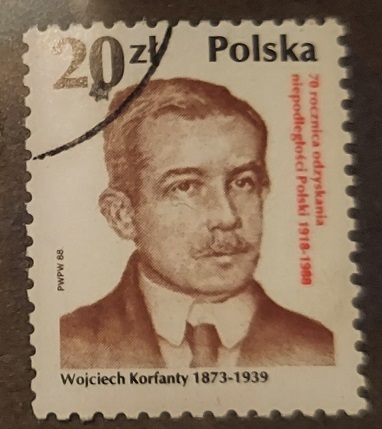 20 zł Polska
70 rocznica odzyskania
niepodległości Polski 1918-1988
PWPW 88
Wojciech Korfanty 1873-1939